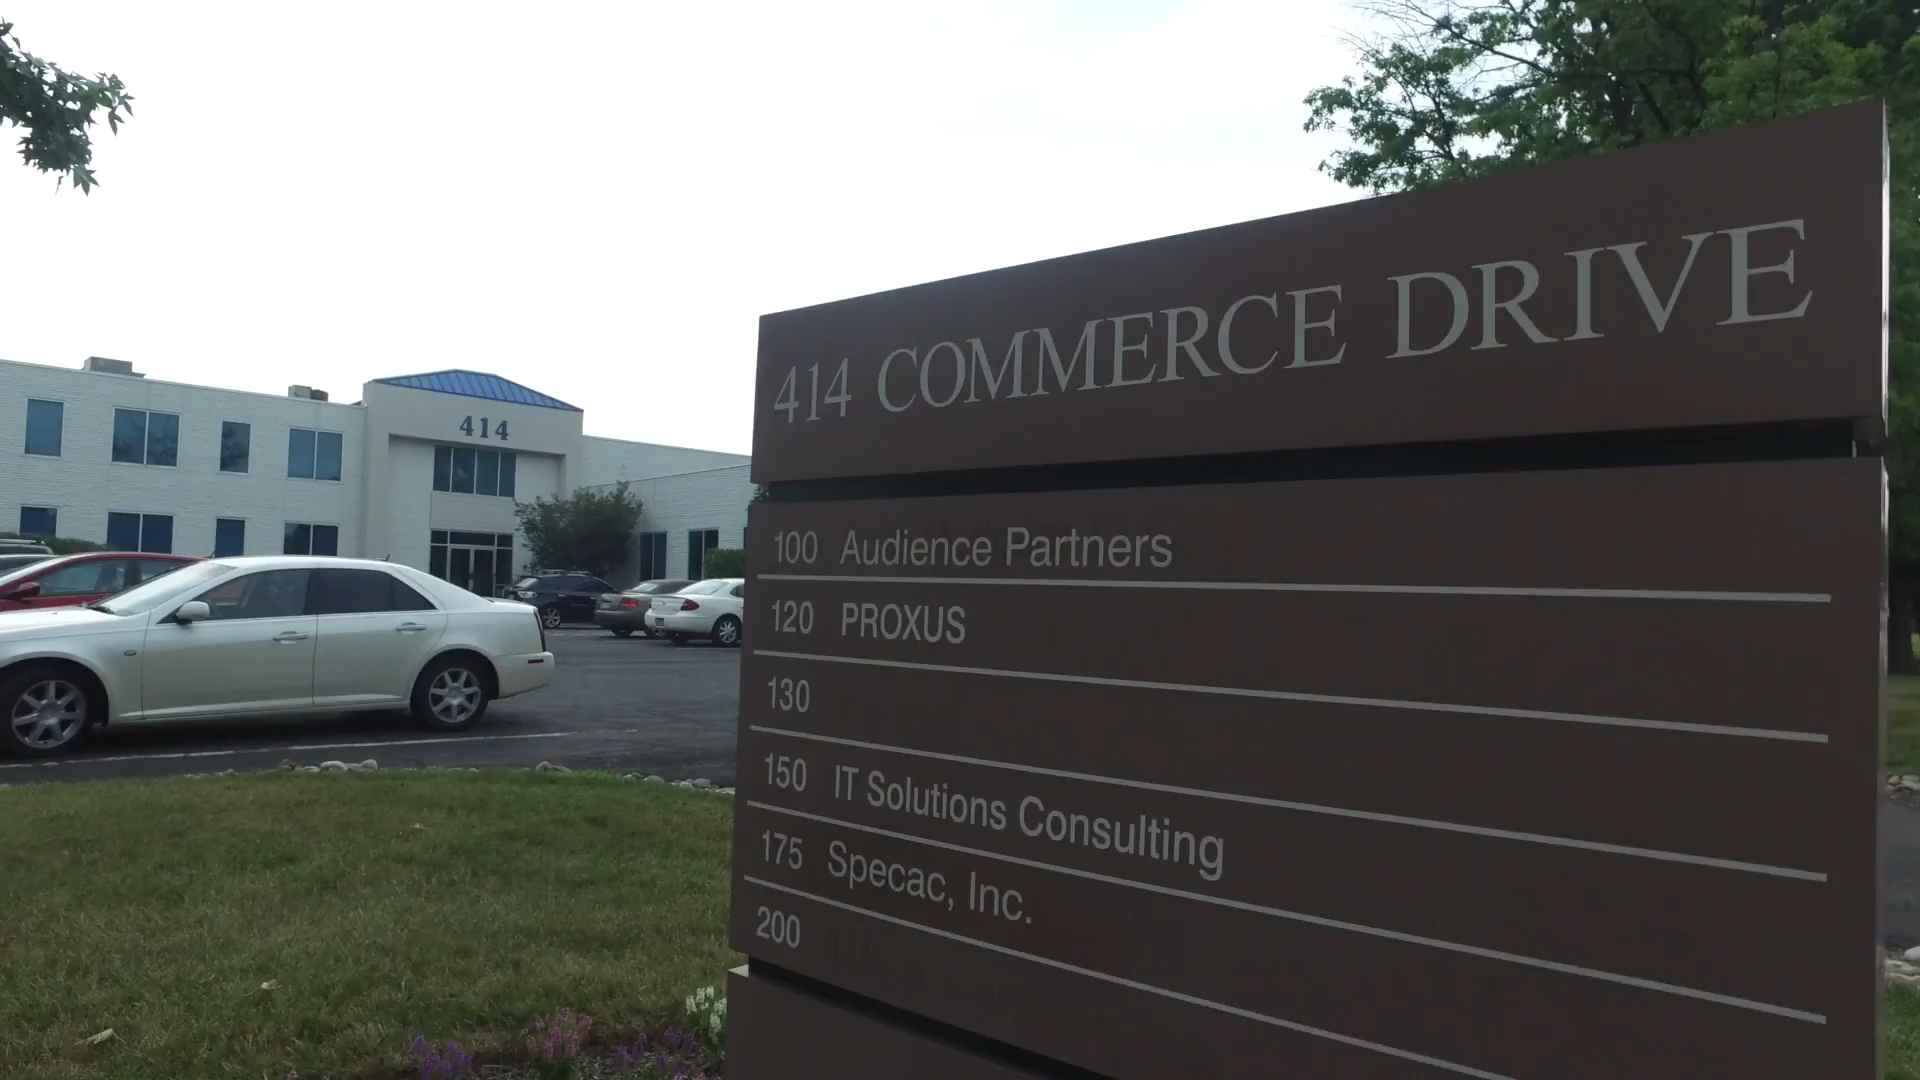 414 COMMERCE DRIVE
414
100 Audience Partners
120 PROXUS
130
150 IT Solutions Consulting
175 Specac, Inc.
200